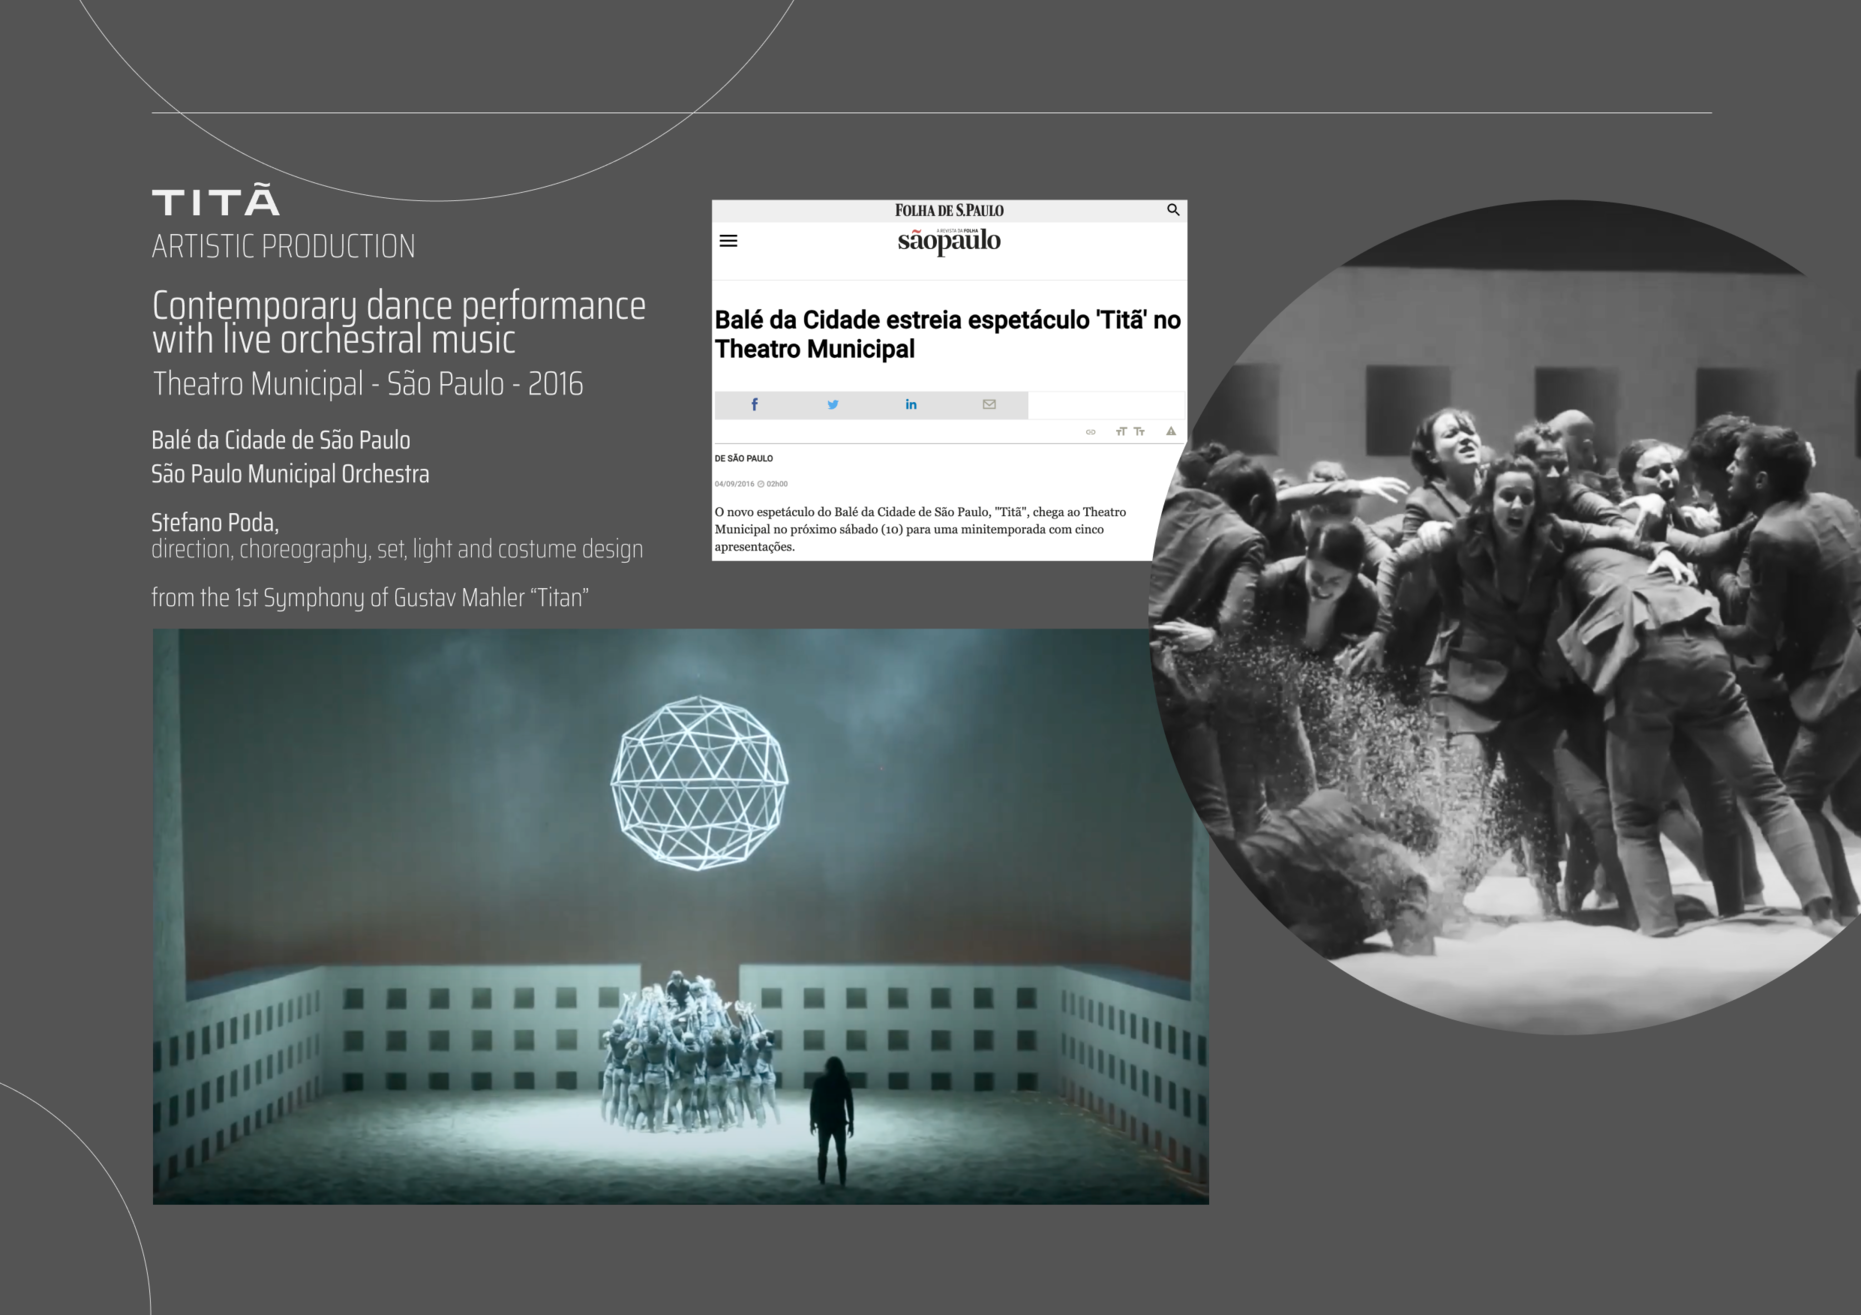 TITÃ
ARTISTIC PRODUCTION
Contemporary dance performance
with live orchestral music
Theatro Municipal - São Paulo - 2016
Balé da Cidade de São Paulo
São Paulo Municipal Orchestra
Stefano Poda,
direction, choreography, set, light and costume design
from the 1st Symphony of Gustav Mahler “Titan”
FOLHA DE S.PAULO
A REVISTA DA FOLHA
sãopaulo
Balé da Cidade estreia espetáculo 'Titã' no
Theatro Municipal
f in
TT Tr
DE SÃO PAULO
04/09/2016 02h00
O novo espetáculo do Balé da Cidade de São Paulo, "Titã", chega ao Theatro
Municipal no próximo sábado (10) para uma minitemporada com cinco
apresentações.